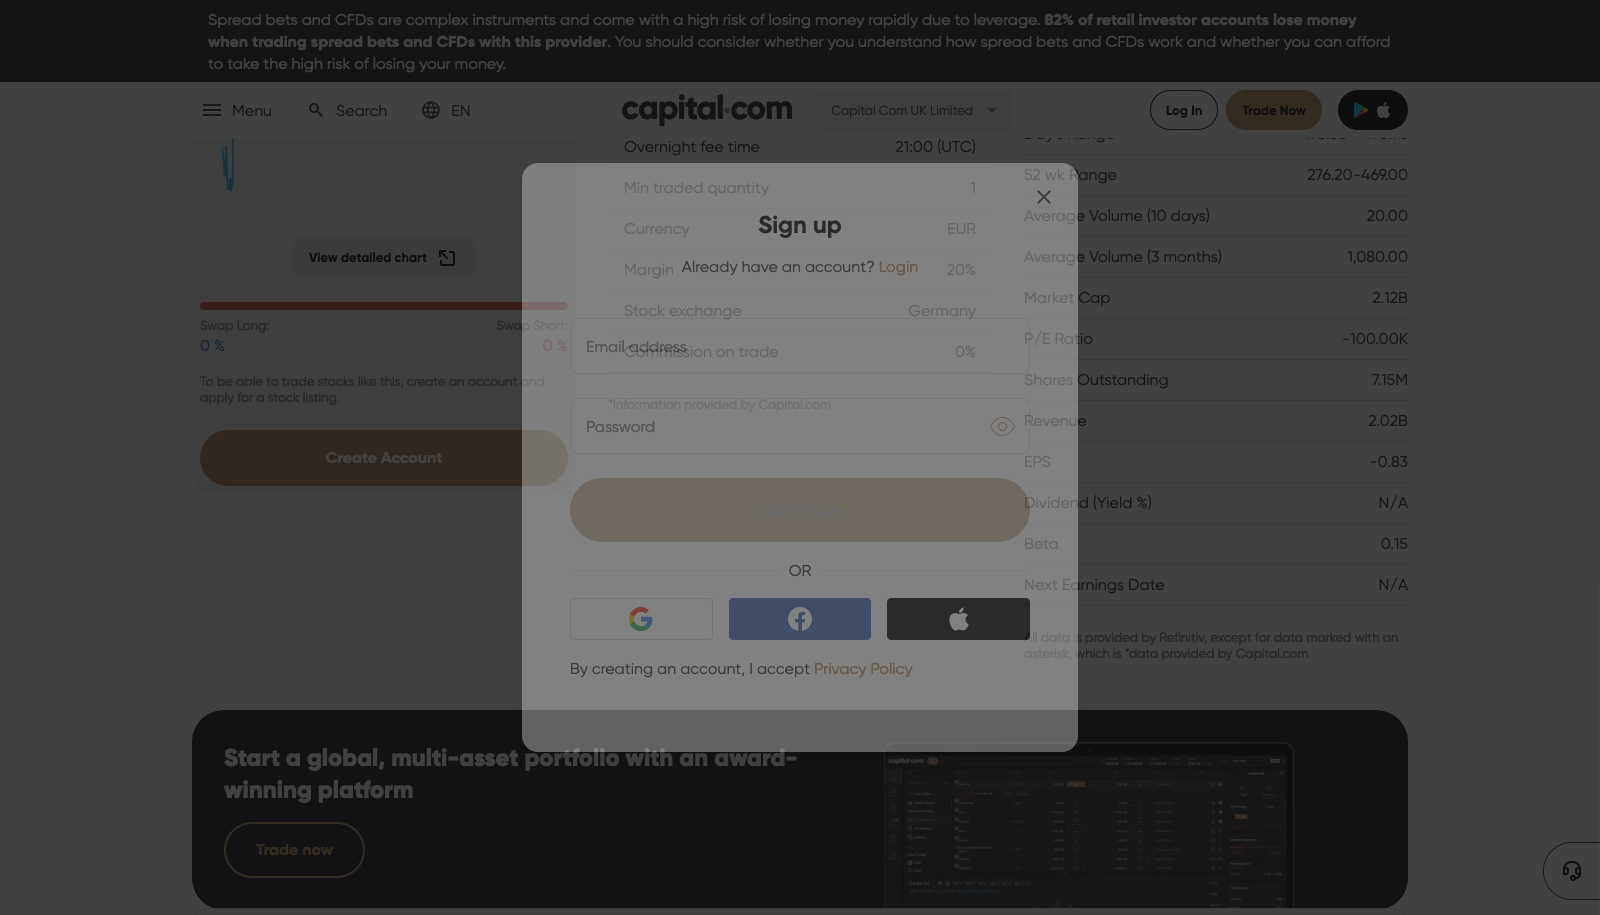 Spread bets and CFDs are complex instruments and come with a high risk of losing money rapidly due to leverage. 82% of retail investor accounts lose money
when trading spread bets and CFDs with this provider. You should consider whether you understand how spread bets and CFDs work and whether you can afford
to take the high risk of losing your money.
Menu
Search
EN
capital.com
Capital Com UK Limited
Log In
Trade Now
View detailed chart
Swap Long:
Swap Short:
0 %
0 %
To be able to trade stocks like this, create an account and
apply for a stock listing.
Create Account
Overnight fee time 21:00 (UTC)
Min traded quantity 1
Currency EUR
Margin 20%
Stock exchange Germany
Commission on trade 0%
*Information provided by Capital.com
Sign up
Already have an account? Login
Email address
Password
OR
By creating an account, I accept Privacy Policy
52 wk Range 276.20-469.00
Average Volume (10 days) 20.00
Average Volume (3 months) 1,080.00
Market Cap 2.12B
P/E Ratio -100.00K
Shares Outstanding 7.15M
Revenue 2.02B
EPS -0.83
Dividend (Yield %) N/A
Beta 0.15
Next Earnings Date N/A
All data is provided by Refinitiv, except for data marked with an
asterisk, which is *data provided by Capital.com
Start a global, multi-asset portfolio with an award-
winning platform
Trade now
capital.com